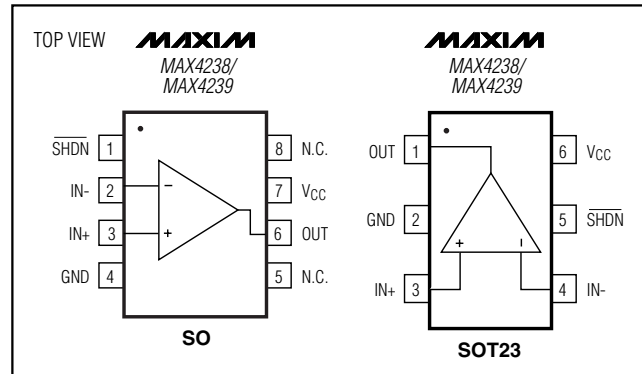 TOP VIEW MAXIM
MAX4238/
MAX4239
SHDN 1
IN- 2
IN+ 3
GND 4
8 N.C.
7 VCC
6 OUT
5 N.C.
- 
+
SO
MAXIM
MAX4238/
MAX4239
OUT 1
GND 2
IN+ 3
6 VCC
5 SHDN
4 IN-
+ -
SOT23